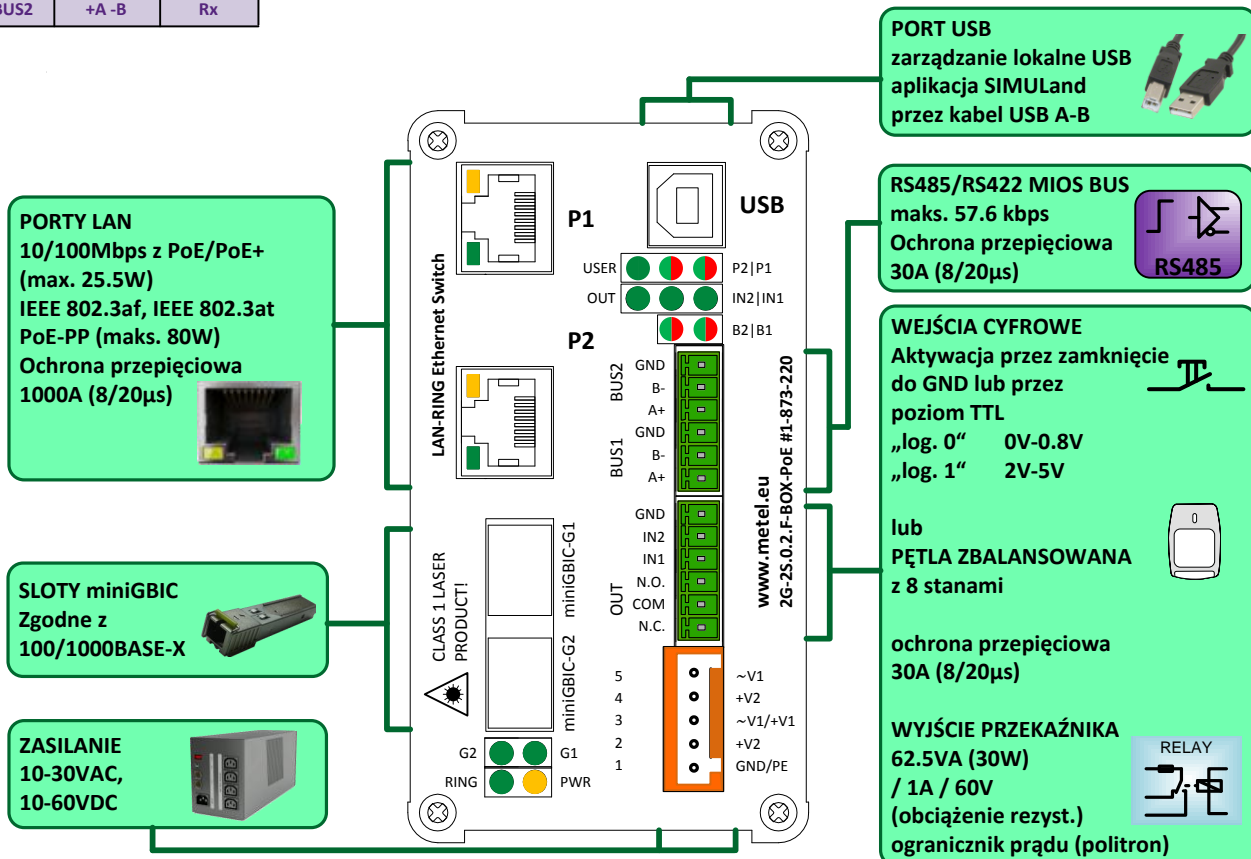 BUS2 +A -B Rx
PORT USB
zarządzanie lokalne USB
aplikacja SIMULand
przez kabel USB A-B
RS485/RS422 MIOS BUS
maks. 57.6 kbps
Ochrona przepięciowa
30A (8/20µs)
RS485
WEJŚCIA CYFROWE
Aktywacja przez zamknięcie
do GND lub przez
poziom TTL
„log. 0“ 0V-0.8V
„log. 1“ 2V-5V
lub
PĘTLA ZBALANSOWANA
z 8 stanami
ochrona przepięciowa
30A (8/20µs)
WYJŚCIE PRZEKAŹNIKA
62.5VA (30W)
/ 1A / 60V
(obciążenie rezyst.)
ogranicznik prądu (politron)
RELAY
PORTY LAN
10/100Mbps z PoE/PoE+
(max. 25.5W)
IEEE 802.3af, IEEE 802.3at
PoE-PP (maks. 80W)
Ochrona przepięciowa
1000A (8/20µs)
SLOTY miniGBIC
Zgodne z
100/1000BASE-X
ZASILANIE
10-30VAC,
10-60VDC
LAN-RING Ethernet Switch
P1
USB
USER P2|P1
OUT IN2|IN1
B2|B1
P2
BUS2
GND
B-
A+
BUS1
GND
B-
A+
OUT
GND
IN2
IN1
N.O.
COM
N.C.
www.metel.eu
2G-2S.0.2.F-BOX-PoE #1-873-220
CLASS 1 LASER
PRODUCT!
miniGBIC-G1
miniGBIC-G2
5 ~V1
4 +V2
3 ~V1/+V1
2 +V2
1 GND/PE
G2 G1
RING PWR